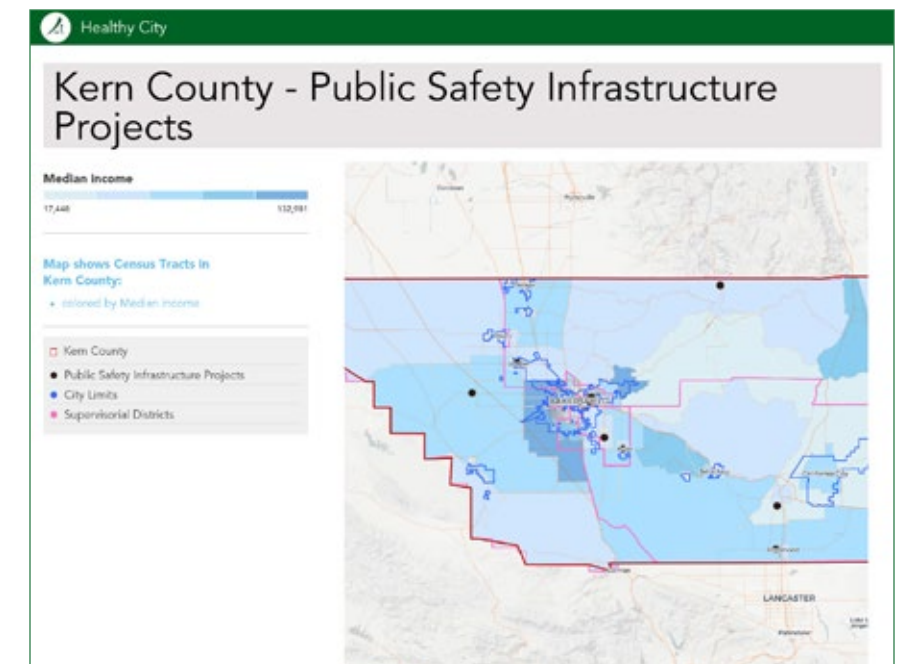 Healthy City
Kern County - Public Safety Infrastructure
Projects
Median Income
17,448
132,981
Map shows Census Tracts in
Kern County:
• colored by Median income
Kern County
Public Safety Infrastructure Projects
City Limits
Supervisorial Districts
LANCASTER